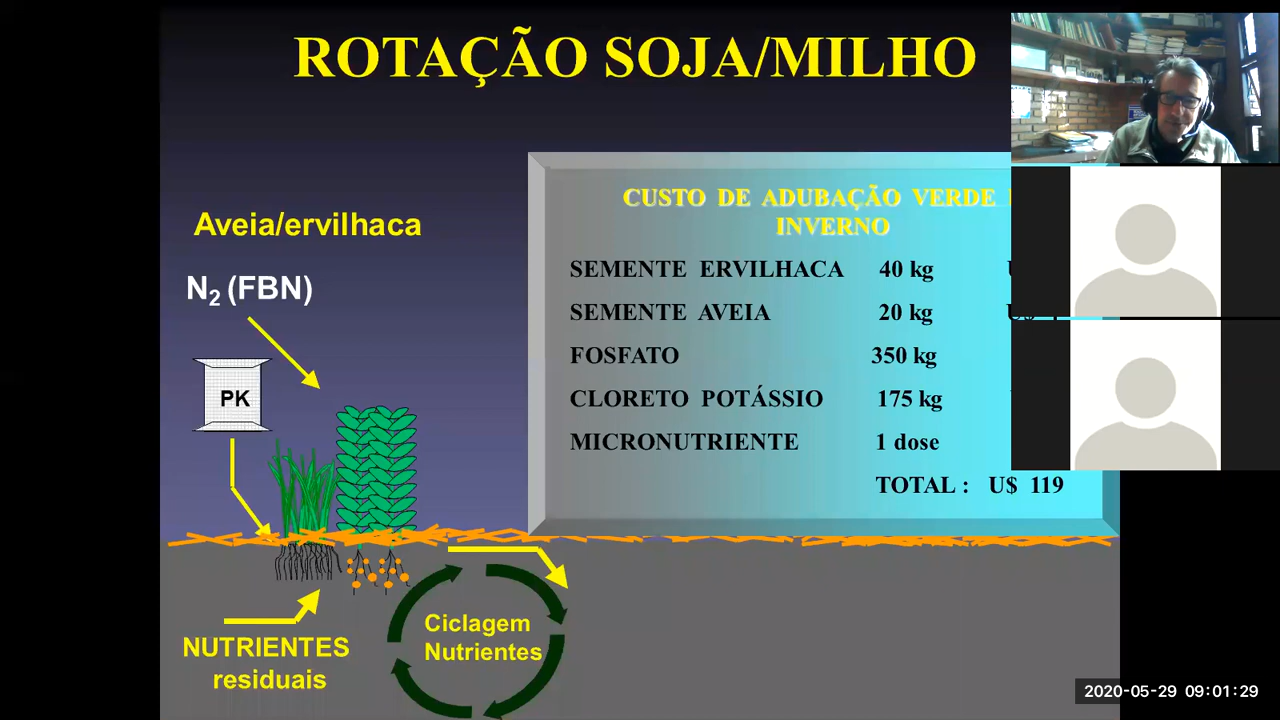 ROTAÇÃO SOJA/MILHO
CUSTO DE ADUBAÇÃO VERDE
INVERNO
Aveia/ervilhaca
N₂ (FBN)
PK
SEMENTE ERVILHACA 40 kg
SEMENTE AVEIA 20 kg
FOSFATO 350 kg
CLORETO POTÁSSIO 175 kg
MICRONUTRIENTE 1 dose
TOTAL : U$ 119
Ciclagem
Nutrientes
NUTRIENTES
residuais
2020-05-29 09:01:29